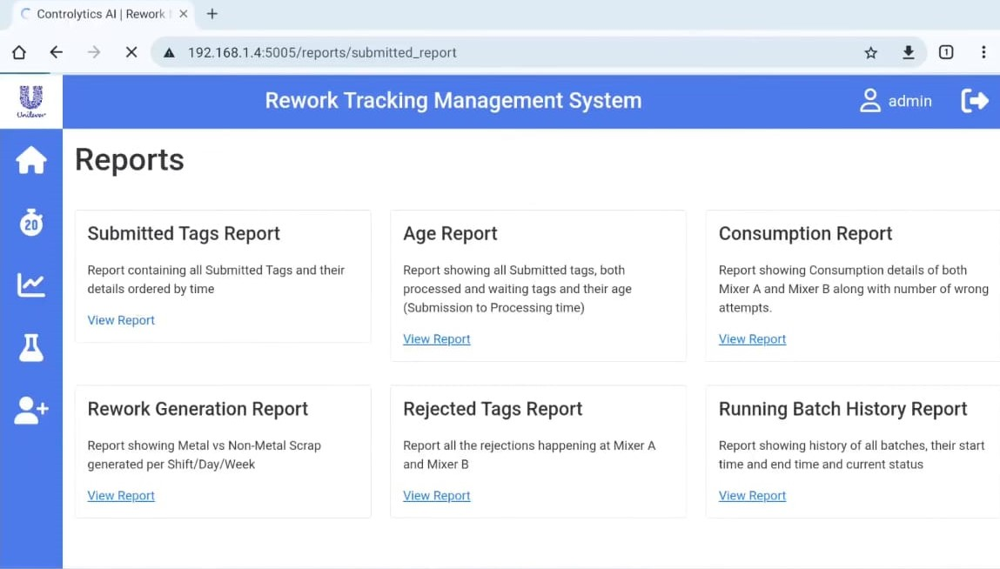 Controlytics AI | Rework
192.168.1.4:5005/reports/submitted_report
1
Unilever
Rework Tracking Management System
admin
20
Reports
Submitted Tags Report
Report containing all Submitted Tags and their
details ordered by time
View Report
Age Report
Report showing all Submitted tags, both
processed and waiting tags and their age
(Submission to Processing time)
View Report
Consumption Report
Report showing Consumption details of both
Mixer A and Mixer B along with number of wrong
attempts.
View Report
Rework Generation Report
Report showing Metal vs Non-Metal Scrap
generated per Shift/Day/Week
View Report
Rejected Tags Report
Report all the rejections happening at Mixer A
and Mixer B
View Report
Running Batch History Report
Report showing history of all batches, their start
time and end time and current status
View Report